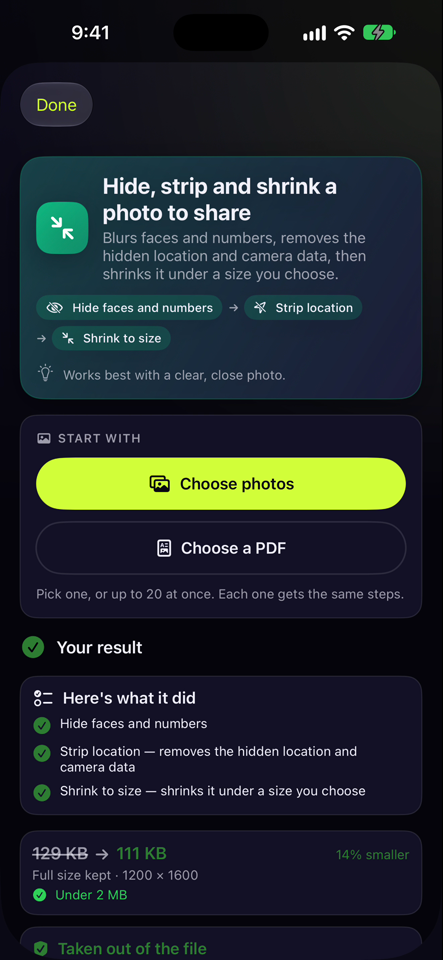 9:41
Done
Hide, strip and shrink a
photo to share
Blurs faces and numbers, removes the
hidden location and camera data, then
shrinks it under a size you choose.
Hide faces and numbers → Strip location
→ Shrink to size
Works best with a clear, close photo.
START WITH
Choose photos
Choose a PDF
Pick one, or up to 20 at once. Each one gets the same steps.
Your result
Here's what it did
Hide faces and numbers
Strip location — removes the hidden location and
camera data
Shrink to size — shrinks it under a size you choose
129 KB → 111 KB 14% smaller
Full size kept · 1200 × 1600
Under 2 MB
Taken out of the file